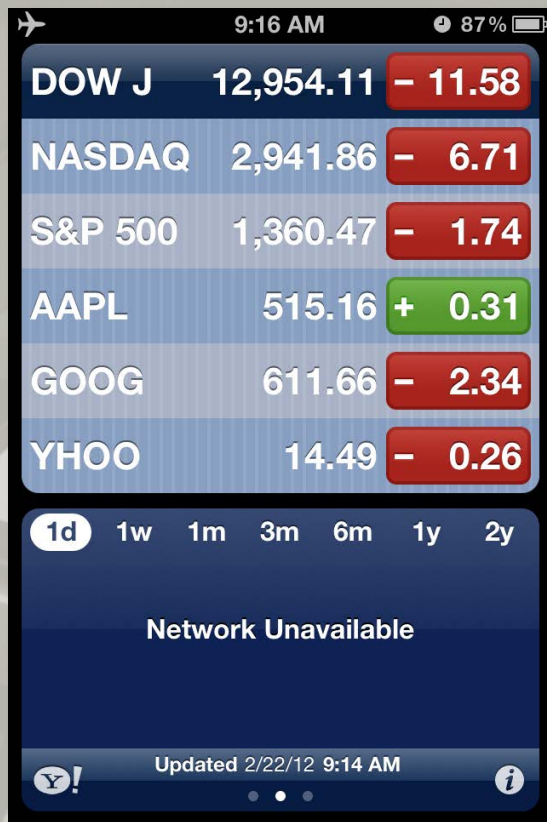 9:16 AM 87%
DOW J 12,954.11 − 11.58
NASDAQ 2,941.86 − 6.71
S&P 500 1,360.47 − 1.74
AAPL 515.16 + 0.31
GOOG 611.66 − 2.34
YHOO 14.49 − 0.26
1d 1w 1m 3m 6m 1y 2y
Network Unavailable
Updated 2/22/12 9:14 AM
Y! i